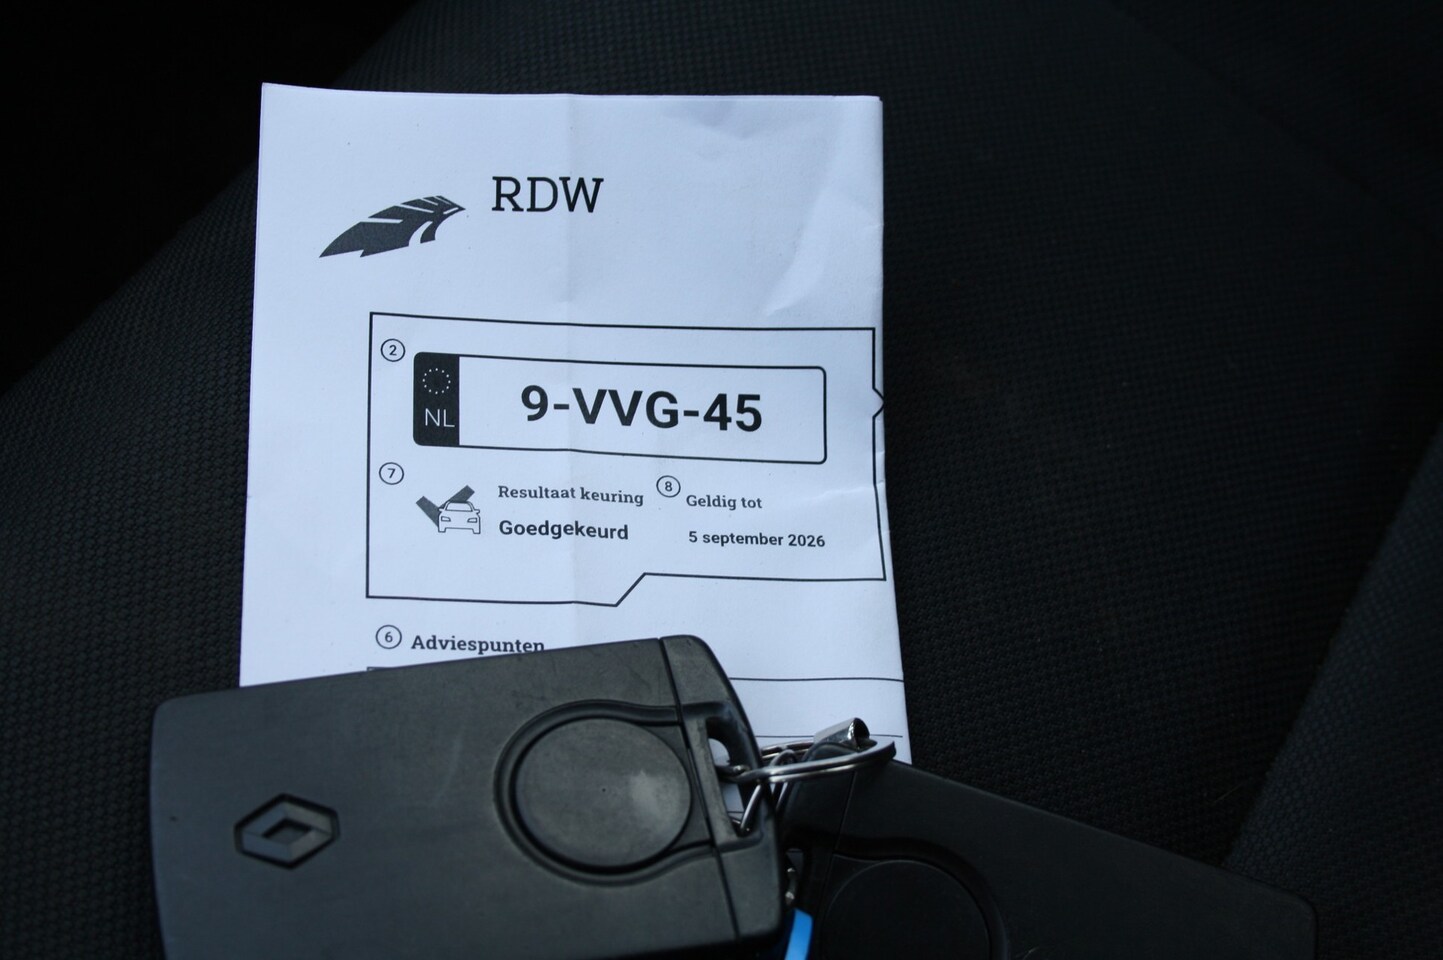 RDW
2
NL
9-VVG-45
7
Resultaat keuring
8
Geldig tot
Goedgekeurd
5 september 2026
6 Adviespunten